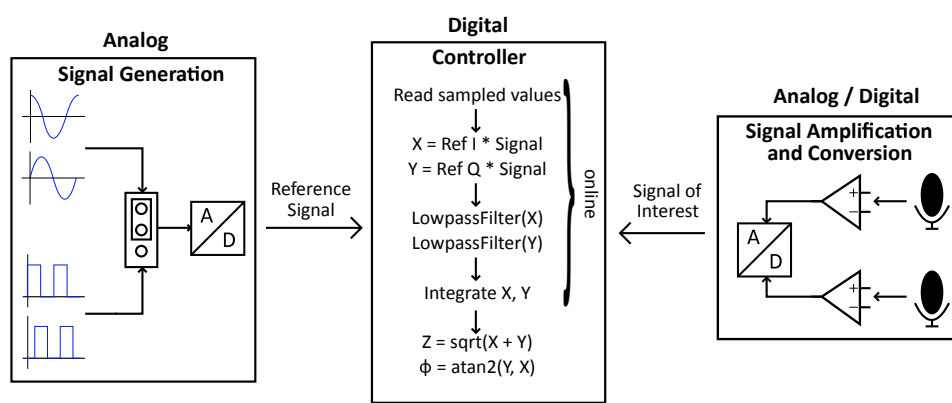 Analog
Signal Generation
A
D
Reference
Signal
Digital
Controller
Read sampled values
X = Ref I * Signal
Y = Ref Q * Signal
LowpassFilter(X)
LowpassFilter(Y)
Integrate X, Y
Z = sqrt(X + Y)
ϕ = atan2(Y, X)
online
Signal of
Interest
Analog / Digital
Signal Amplification
and Conversion
A
D
+
−
+
−